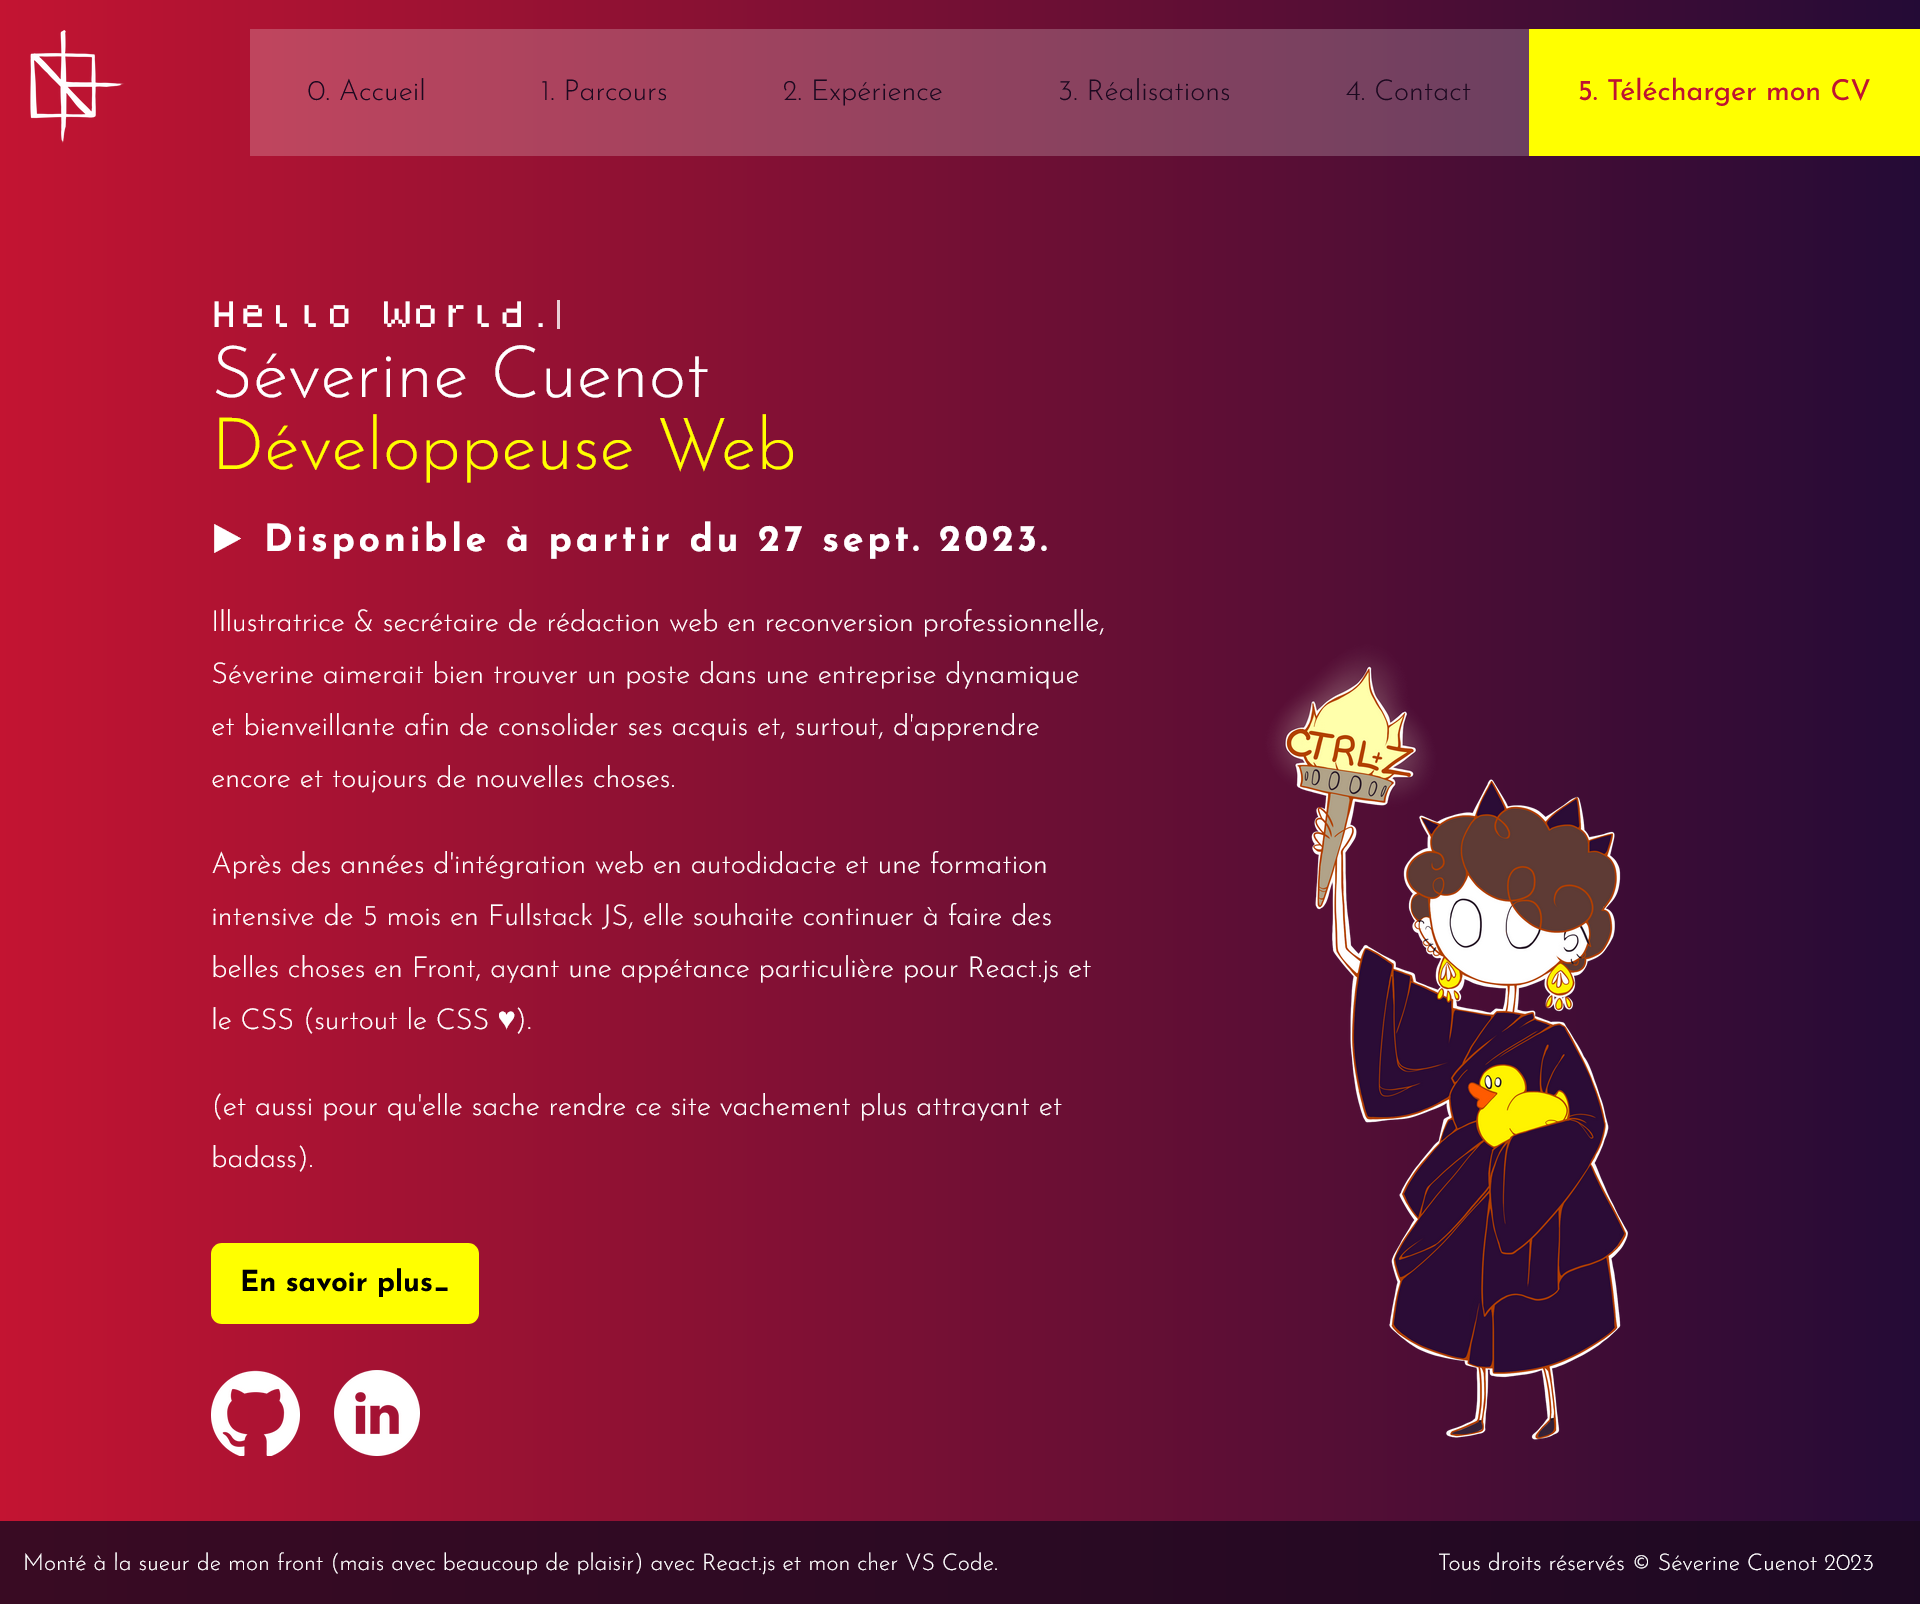 0. Accueil
1. Parcours
2. Expérience
3. Réalisations
4. Contact
5. Télécharger mon CV
Hello World.|
Séverine Cuenot
Développeuse Web
► Disponible à partir du 27 sept. 2023.
Illustratrice & secrétaire de rédaction web en reconversion professionnelle,
Séverine aimerait bien trouver un poste dans une entreprise dynamique
et bienveillante afin de consolider ses acquis et, surtout, d'apprendre
encore et toujours de nouvelles choses.
Après des années d'intégration web en autodidacte et une formation
intensive de 5 mois en Fullstack JS, elle souhaite continuer à faire des
belles choses en Front, ayant une appétance particulière pour React.js et
le CSS (surtout le CSS ♥).
(et aussi pour qu'elle sache rendre ce site vachement plus attrayant et
badass).
CTRL+Z
En savoir plus_
in
Monté à la sueur de mon front (mais avec beaucoup de plaisir) avec React.js et mon cher VS Code.
Tous droits réservés © Séverine Cuenot 2023